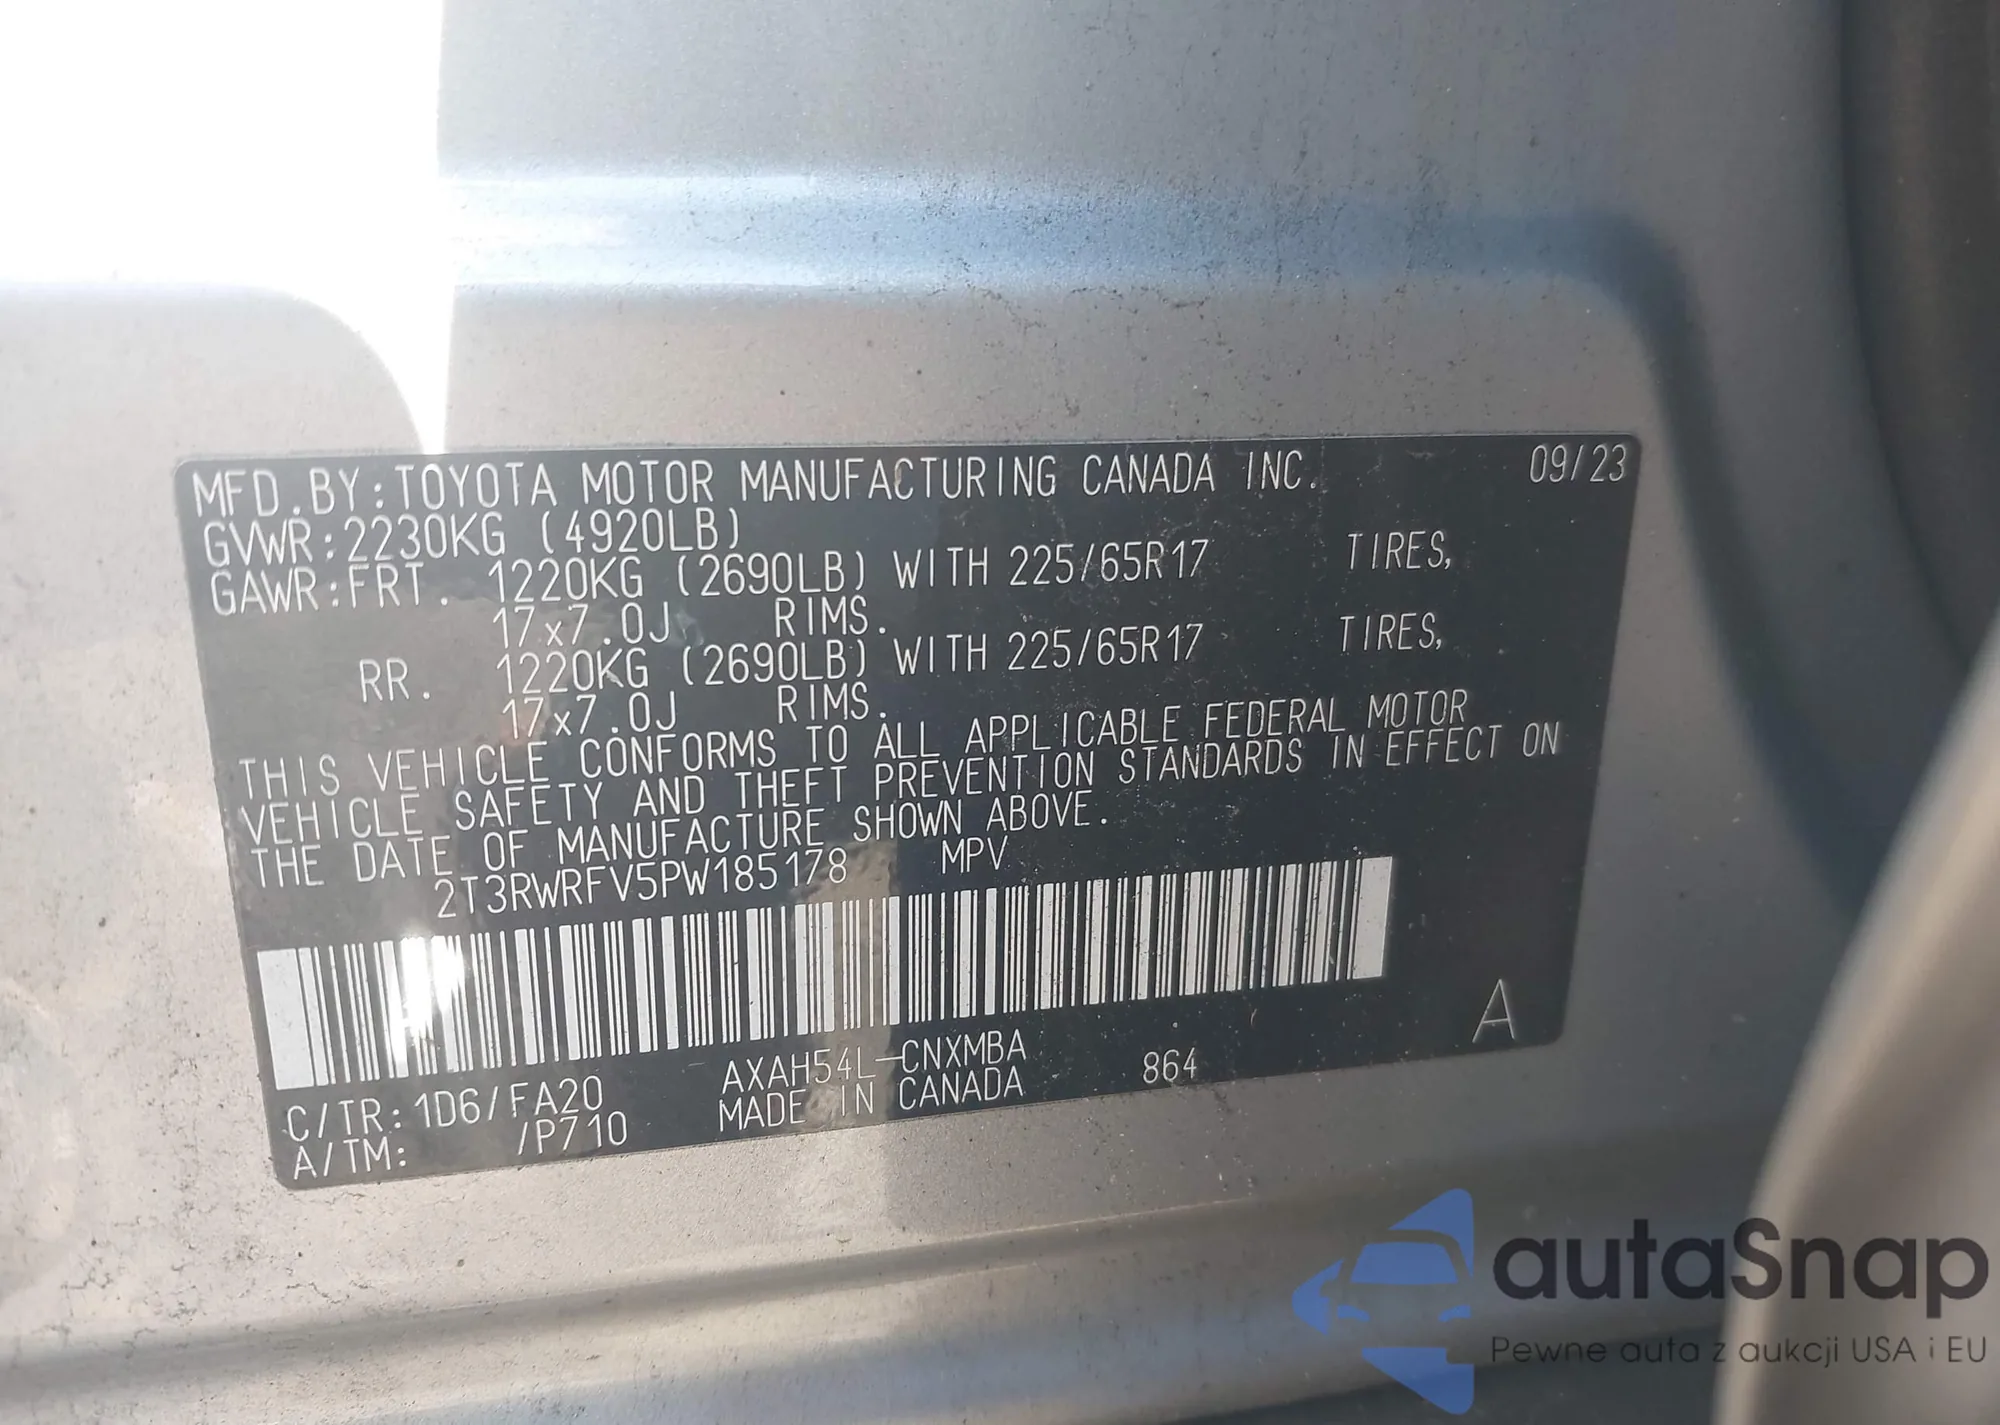 MFD.BY:TOYOTA MOTOR MANUFACTURING CANADA INC. 09/23
GVWR:2230KG (4920LB)
GAWR:FRT. 1220KG (2690LB) WITH 225/65R17 TIRES,
17x7.0J RIMS.
RR. 1220KG (2690LB) WITH 225/65R17 TIRES,
17x7.0J RIMS.
THIS VEHICLE CONFORMS TO ALL APPLICABLE FEDERAL MOTOR
VEHICLE SAFETY AND THEFT PREVENTION STANDARDS IN EFFECT ON
THE DATE OF MANUFACTURE SHOWN ABOVE.
2T3RWRFV5PW185178 MPV
A
C/TR:1D6/FA20 AXAH54L-CNXMBA 864
A/TM: /P710 MADE IN CANADA
autaSnap
Pewne auta z aukcji USA i EU